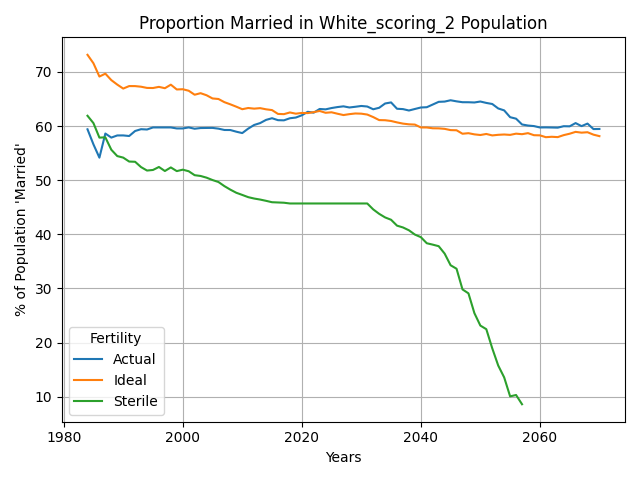 Proportion Married in White_scoring_2 Population
% of Population 'Married'
70
60
50
40
30
20
10
Fertility
Actual
Ideal
Sterile
1980
2000
2020
2040
2060
Years